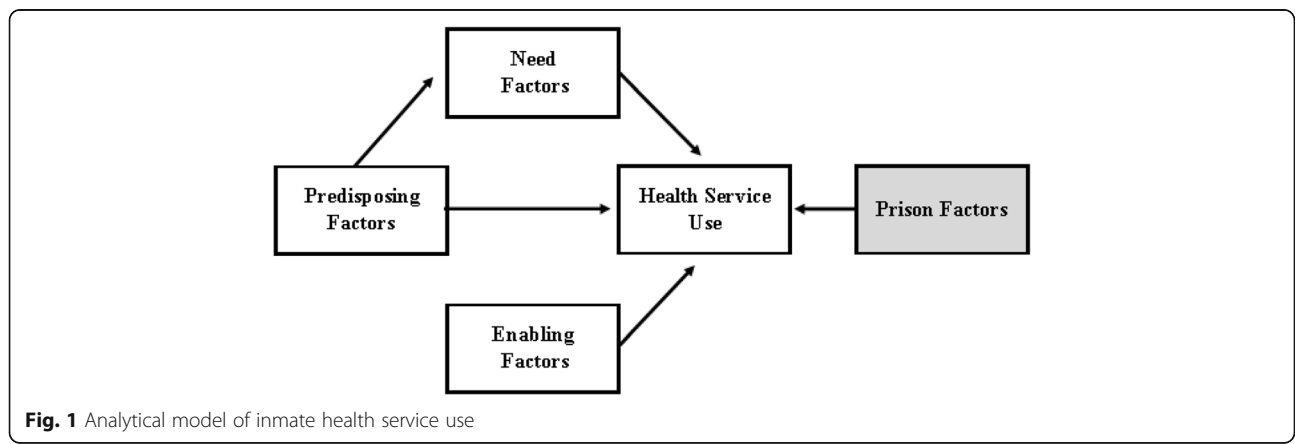 Need
Factors
Predisposing
Factors
Health Service
Use
Prison Factors
Enabling
Factors
Fig. 1 Analytical model of inmate health service use